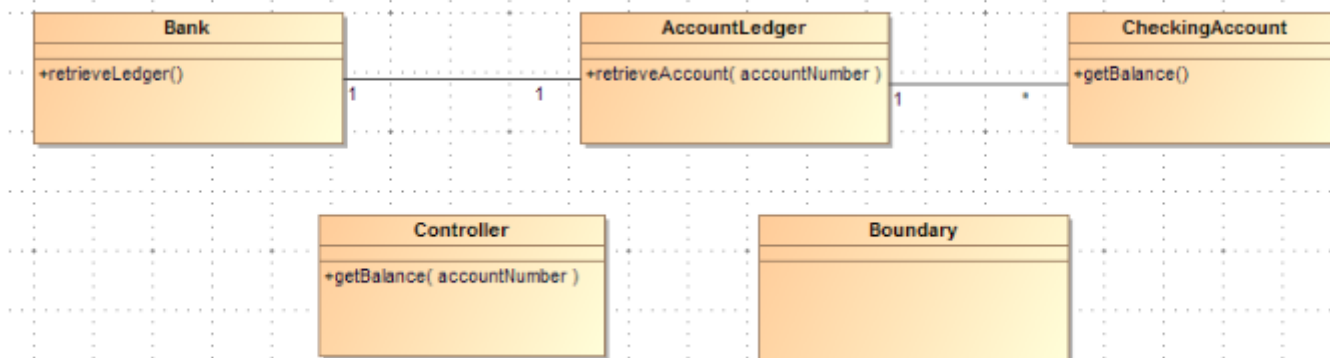 Bank
+retrieveLedger()
1
1
AccountLedger
+retrieveAccount( accountNumber )
1
*
CheckingAccount
+getBalance()
Controller
+getBalance( accountNumber )
Boundary